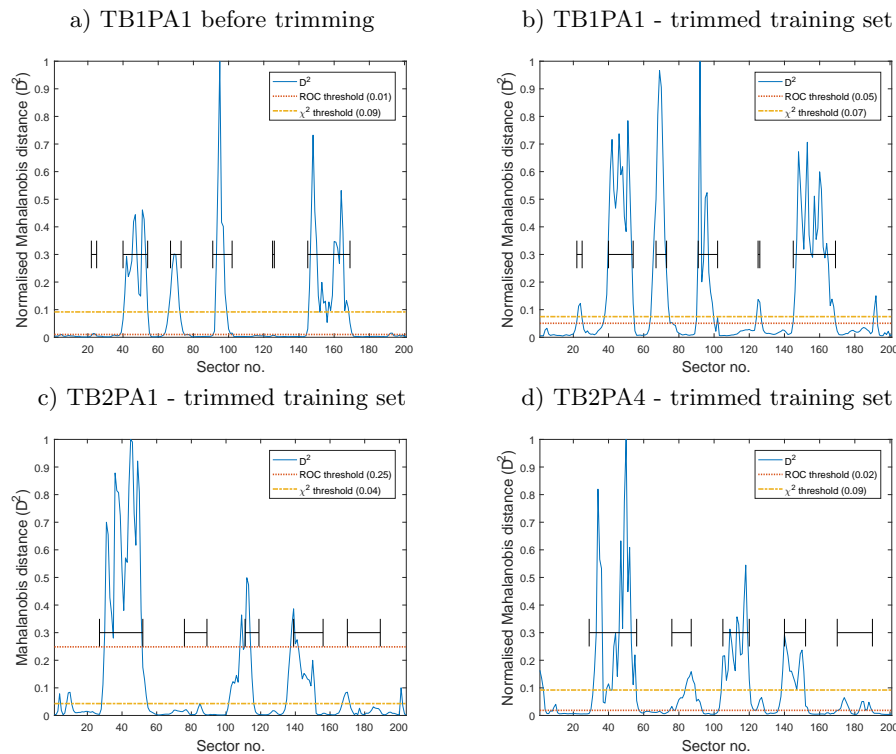 a) TB1PA1 before trimming
Normalised Mahalanobis distance (D²)
1
0.9
0.8
0.7
0.6
0.5
0.4
0.3
0.2
0.1
0
D²
ROC threshold (0.01)
χ² threshold (0.09)
20 40 60 80 100 120 140 160 180 200
Sector no.
b) TB1PA1 - trimmed training set
Normalised Mahalanobis distance (D²)
1
0.9
0.8
0.7
0.6
0.5
0.4
0.3
0.2
0.1
0
D²
ROC threshold (0.05)
χ² threshold (0.07)
20 40 60 80 100 120 140 160 180 200
Sector no.
c) TB2PA1 - trimmed training set
Mahalanobis distance (D²)
1
0.9
0.8
0.7
0.6
0.5
0.4
0.3
0.2
0.1
0
D²
ROC threshold (0.25)
χ² threshold (0.04)
20 40 60 80 100 120 140 160 180 200
Sector no.
d) TB2PA4 - trimmed training set
Normalised Mahalanobis distance (D²)
1
0.9
0.8
0.7
0.6
0.5
0.4
0.3
0.2
0.1
0
D²
ROC threshold (0.02)
χ² threshold (0.09)
20 40 60 80 100 120 140 160 180 200
Sector no.